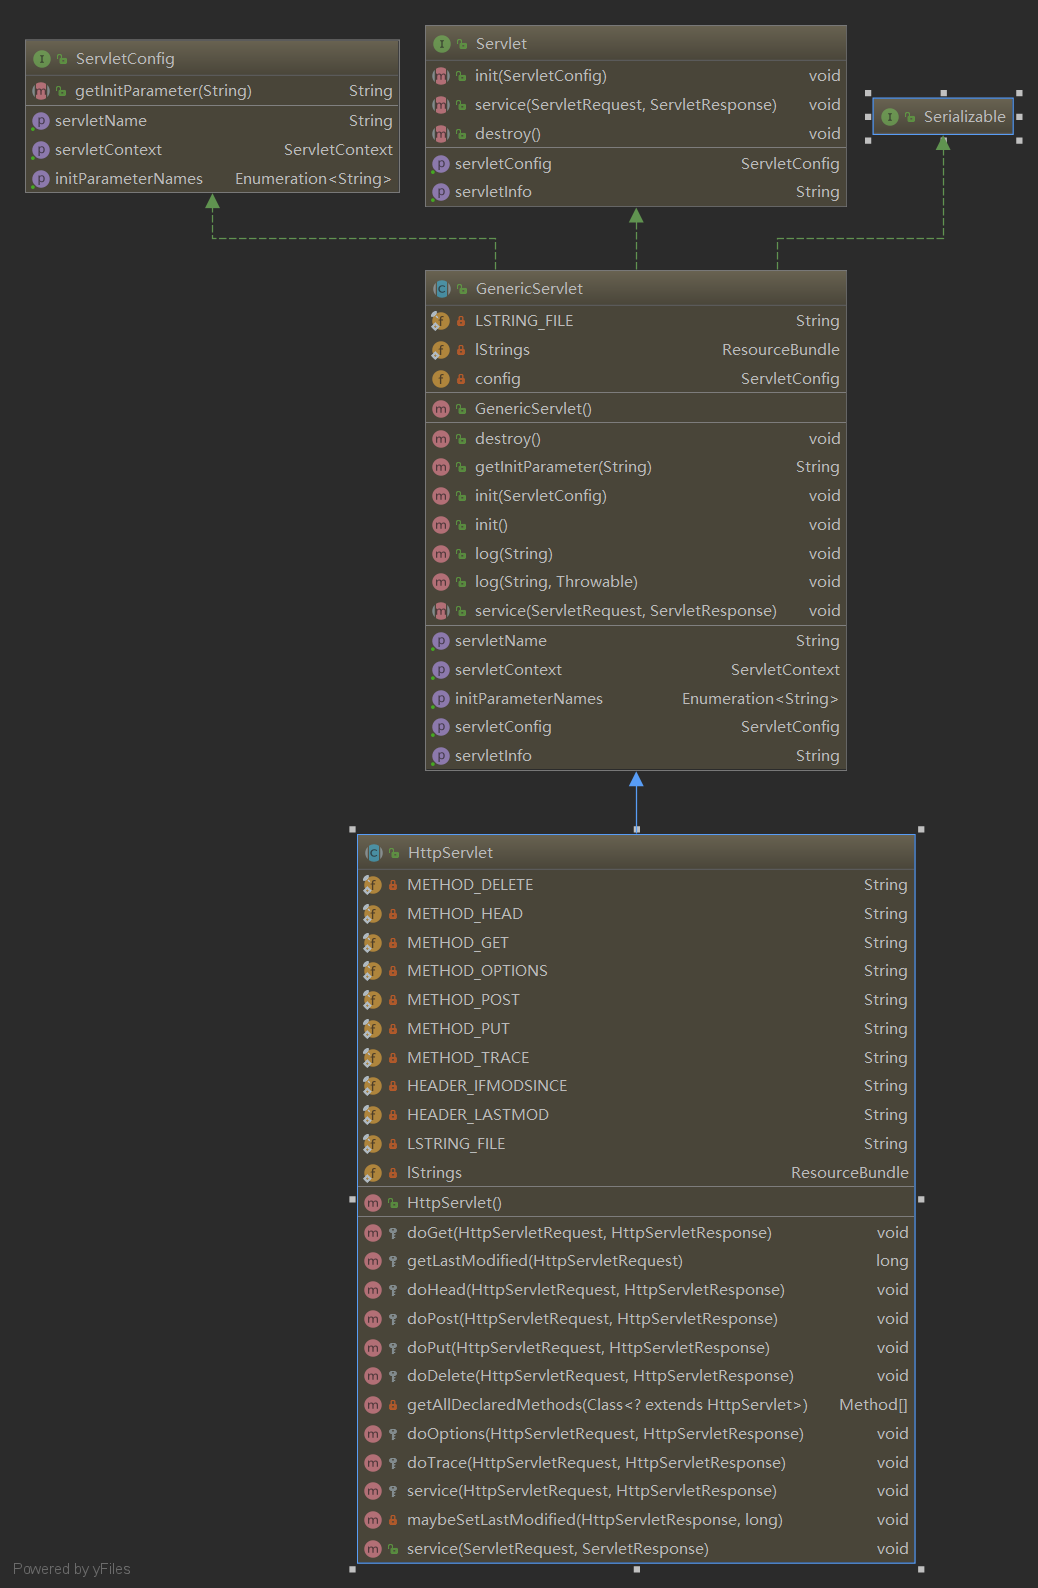 ServletConfig
getInitParameter(String) String
servletName String
servletContext ServletContext
initParameterNames Enumeration<String>
Servlet
init(ServletConfig) void
service(ServletRequest, ServletResponse) void
destroy() void
servletConfig ServletConfig
servletInfo String
Serializable
GenericServlet
LSTRING_FILE String
lStrings ResourceBundle
config ServletConfig
GenericServlet()
destroy() void
getInitParameter(String) String
init(ServletConfig) void
init() void
log(String) void
log(String, Throwable) void
service(ServletRequest, ServletResponse) void
servletName String
servletContext ServletContext
initParameterNames Enumeration<String>
servletConfig ServletConfig
servletInfo String
HttpServlet
METHOD_DELETE String
METHOD_HEAD String
METHOD_GET String
METHOD_OPTIONS String
METHOD_POST String
METHOD_PUT String
METHOD_TRACE String
HEADER_IFMODSINCE String
HEADER_LASTMOD String
LSTRING_FILE String
lStrings ResourceBundle
HttpServlet()
doGet(HttpServletRequest, HttpServletResponse) void
getLastModified(HttpServletRequest) long
doHead(HttpServletRequest, HttpServletResponse) void
doPost(HttpServletRequest, HttpServletResponse) void
doPut(HttpServletRequest, HttpServletResponse) void
doDelete(HttpServletRequest, HttpServletResponse) void
getAllDeclaredMethods(Class<? extends HttpServlet>) Method[]
doOptions(HttpServletRequest, HttpServletResponse) void
doTrace(HttpServletRequest, HttpServletResponse) void
service(HttpServletRequest, HttpServletResponse) void
maybeSetLastModified(HttpServletResponse, long) void
service(ServletRequest, ServletResponse) void
Powered by yFiles